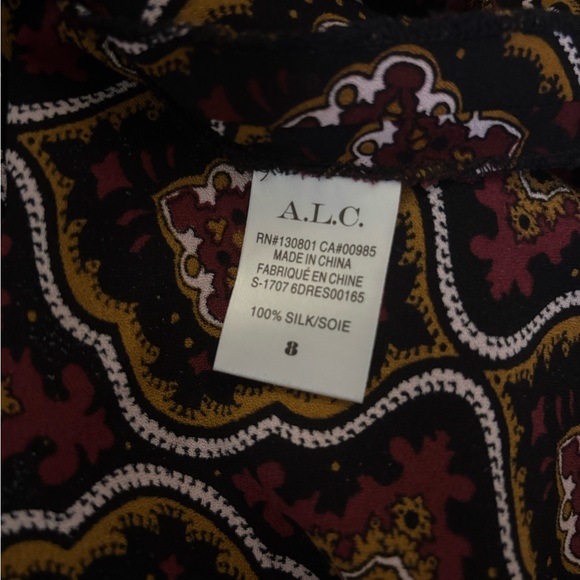 A.L.C.
RN#130801 CA#00985
MADE IN CHINA
FABRIQUÉ EN CHINE
S-1707 6DRES00165
100% SILK/SOIE
8